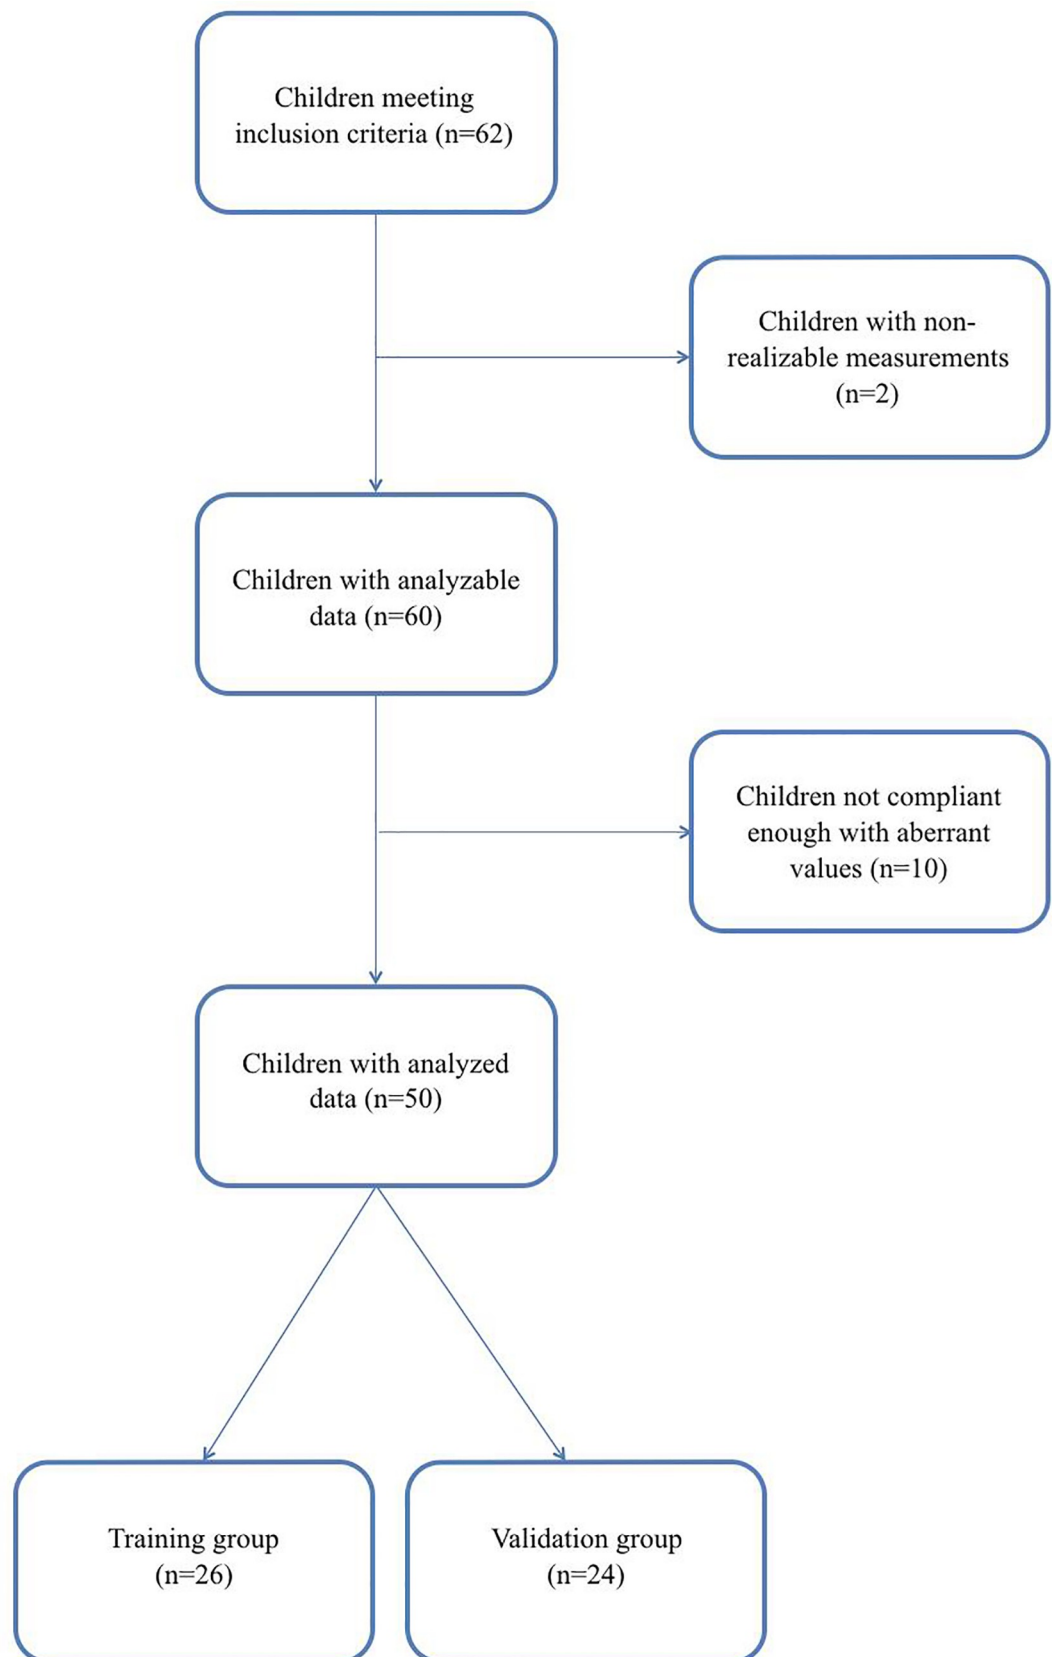 Children meeting
inclusion criteria (n=62)
Children with non-
realizable measurements
(n=2)
Children with analyzable
data (n=60)
Children not compliant
enough with aberrant
values (n=10)
Children with analyzed
data (n=50)
Training group
(n=26)
Validation group
(n=24)